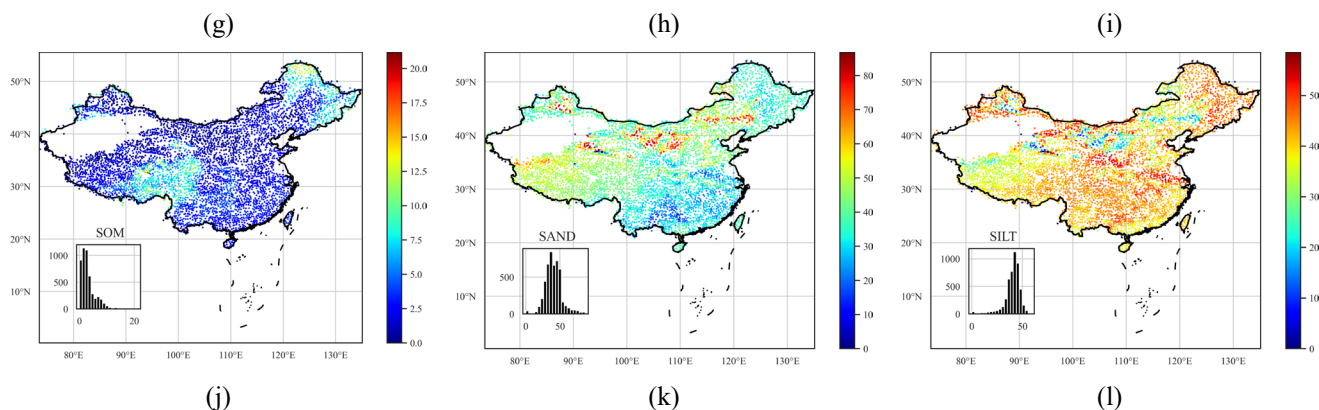 (g) (h) (i)
50°N 40°N 30°N 20°N 10°N
SOM
1000 500 0
0 20
80°E 90°E 100°E 110°E 120°E 130°E
20.0 17.5 15.0 12.5 10.0 7.5 5.0 2.5 0.0
50°N 40°N 30°N 20°N 10°N
SAND
500 0
0 50
80°E 90°E 100°E 110°E 120°E 130°E
80 70 60 50 40 30 20 10 0
50°N 40°N 30°N 20°N 10°N
SILT
1000 500 0
0 50
80°E 90°E 100°E 110°E 120°E 130°E
50 40 30 20 10 0
(j) (k) (l)